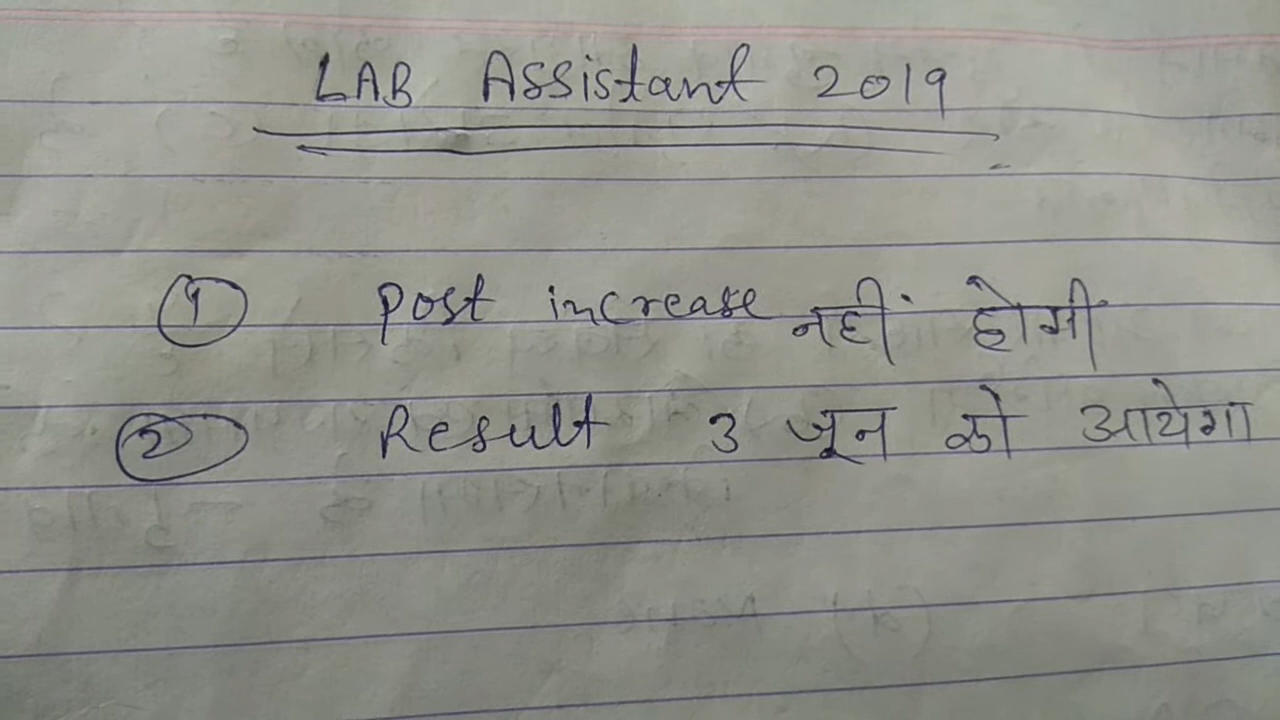 LAB Assistant 2019
① Post increase नहीं होगी
② Result 3 जून को आयेगा